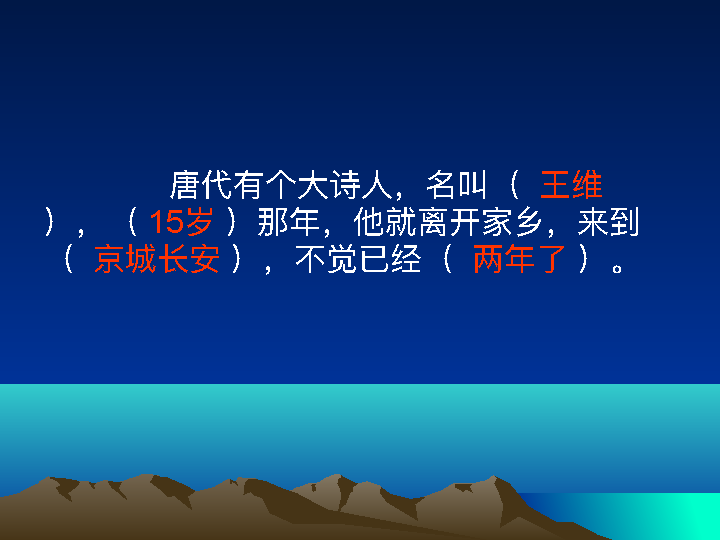 唐代有个大诗人，名叫（ 王维
），（ 15岁 ）那年，他就离开家乡，来到
（ 京城长安 ），不觉已经（ 两年了 ）。